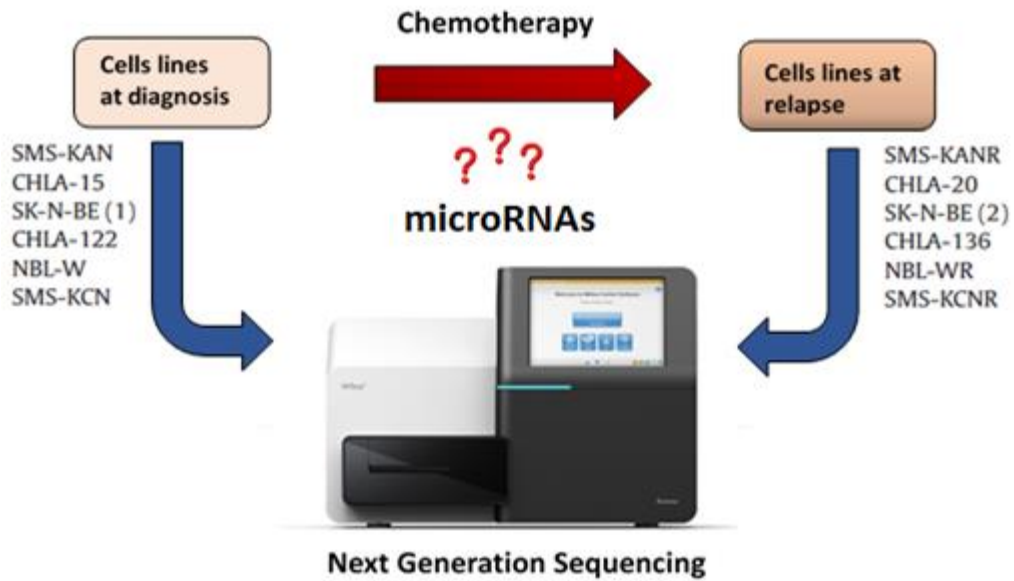 Chemotherapy
Cells lines
at diagnosis
Cells lines at
relapse
SMS-KAN
CHLA-15
SK-N-BE (1)
CHLA-122
NBL-W
SMS-KCN
? ? ?
microRNAs
SMS-KANR
CHLA-20
SK-N-BE (2)
CHLA-136
NBL-WR
SMS-KCNR
Next Generation Sequencing